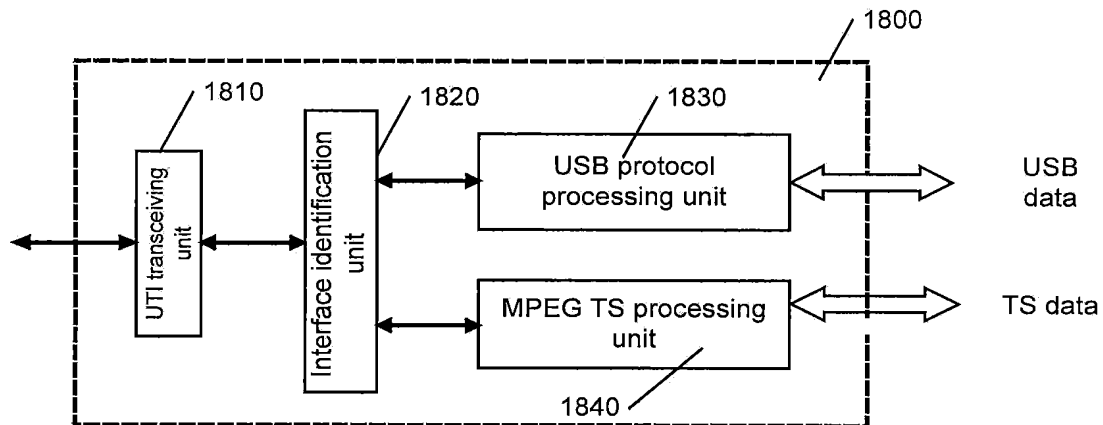 1800
1810
1820
1830
UTI transceiving
unit
Interface identification
unit
USB protocol
processing unit
USB
data
MPEG TS processing
unit
TS data
1840